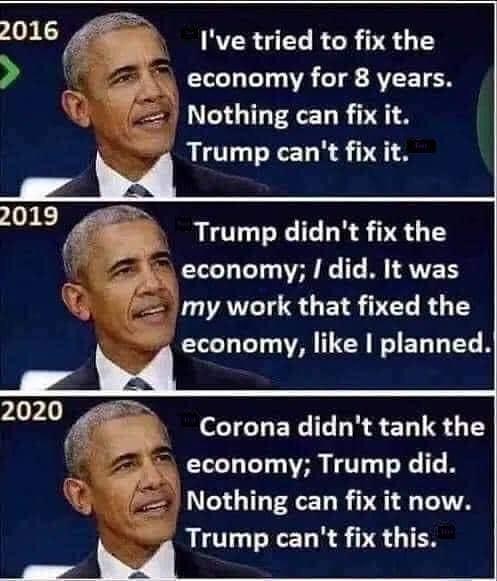 2016
I've tried to fix the
economy for 8 years.
Nothing can fix it.
Trump can't fix it.
2019
Trump didn't fix the
economy; I did. It was
my work that fixed the
economy, like I planned.
2020
Corona didn't tank the
economy; Trump did.
Nothing can fix it now.
Trump can't fix this.